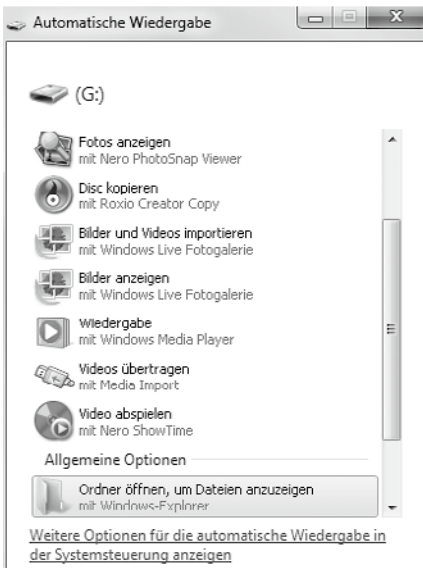 Automatische Wiedergabe
(G:)
Fotos anzeigen
mit Nero PhotoSnap Viewer
Disc kopieren
mit Roxio Creator Copy
Bilder und Videos importieren
mit Windows Live Fotogalerie
Bilder anzeigen
mit Windows Live Fotogalerie
Wiedergabe
mit Windows Media Player
Videos übertragen
mit Media Import
Video abspielen
mit Nero ShowTime
Allgemeine Optionen
Ordner öffnen, um Dateien anzuzeigen
mit Windows-Explorer
Weitere Optionen für die automatische Wiedergabe in
der Systemsteuerung anzeigen